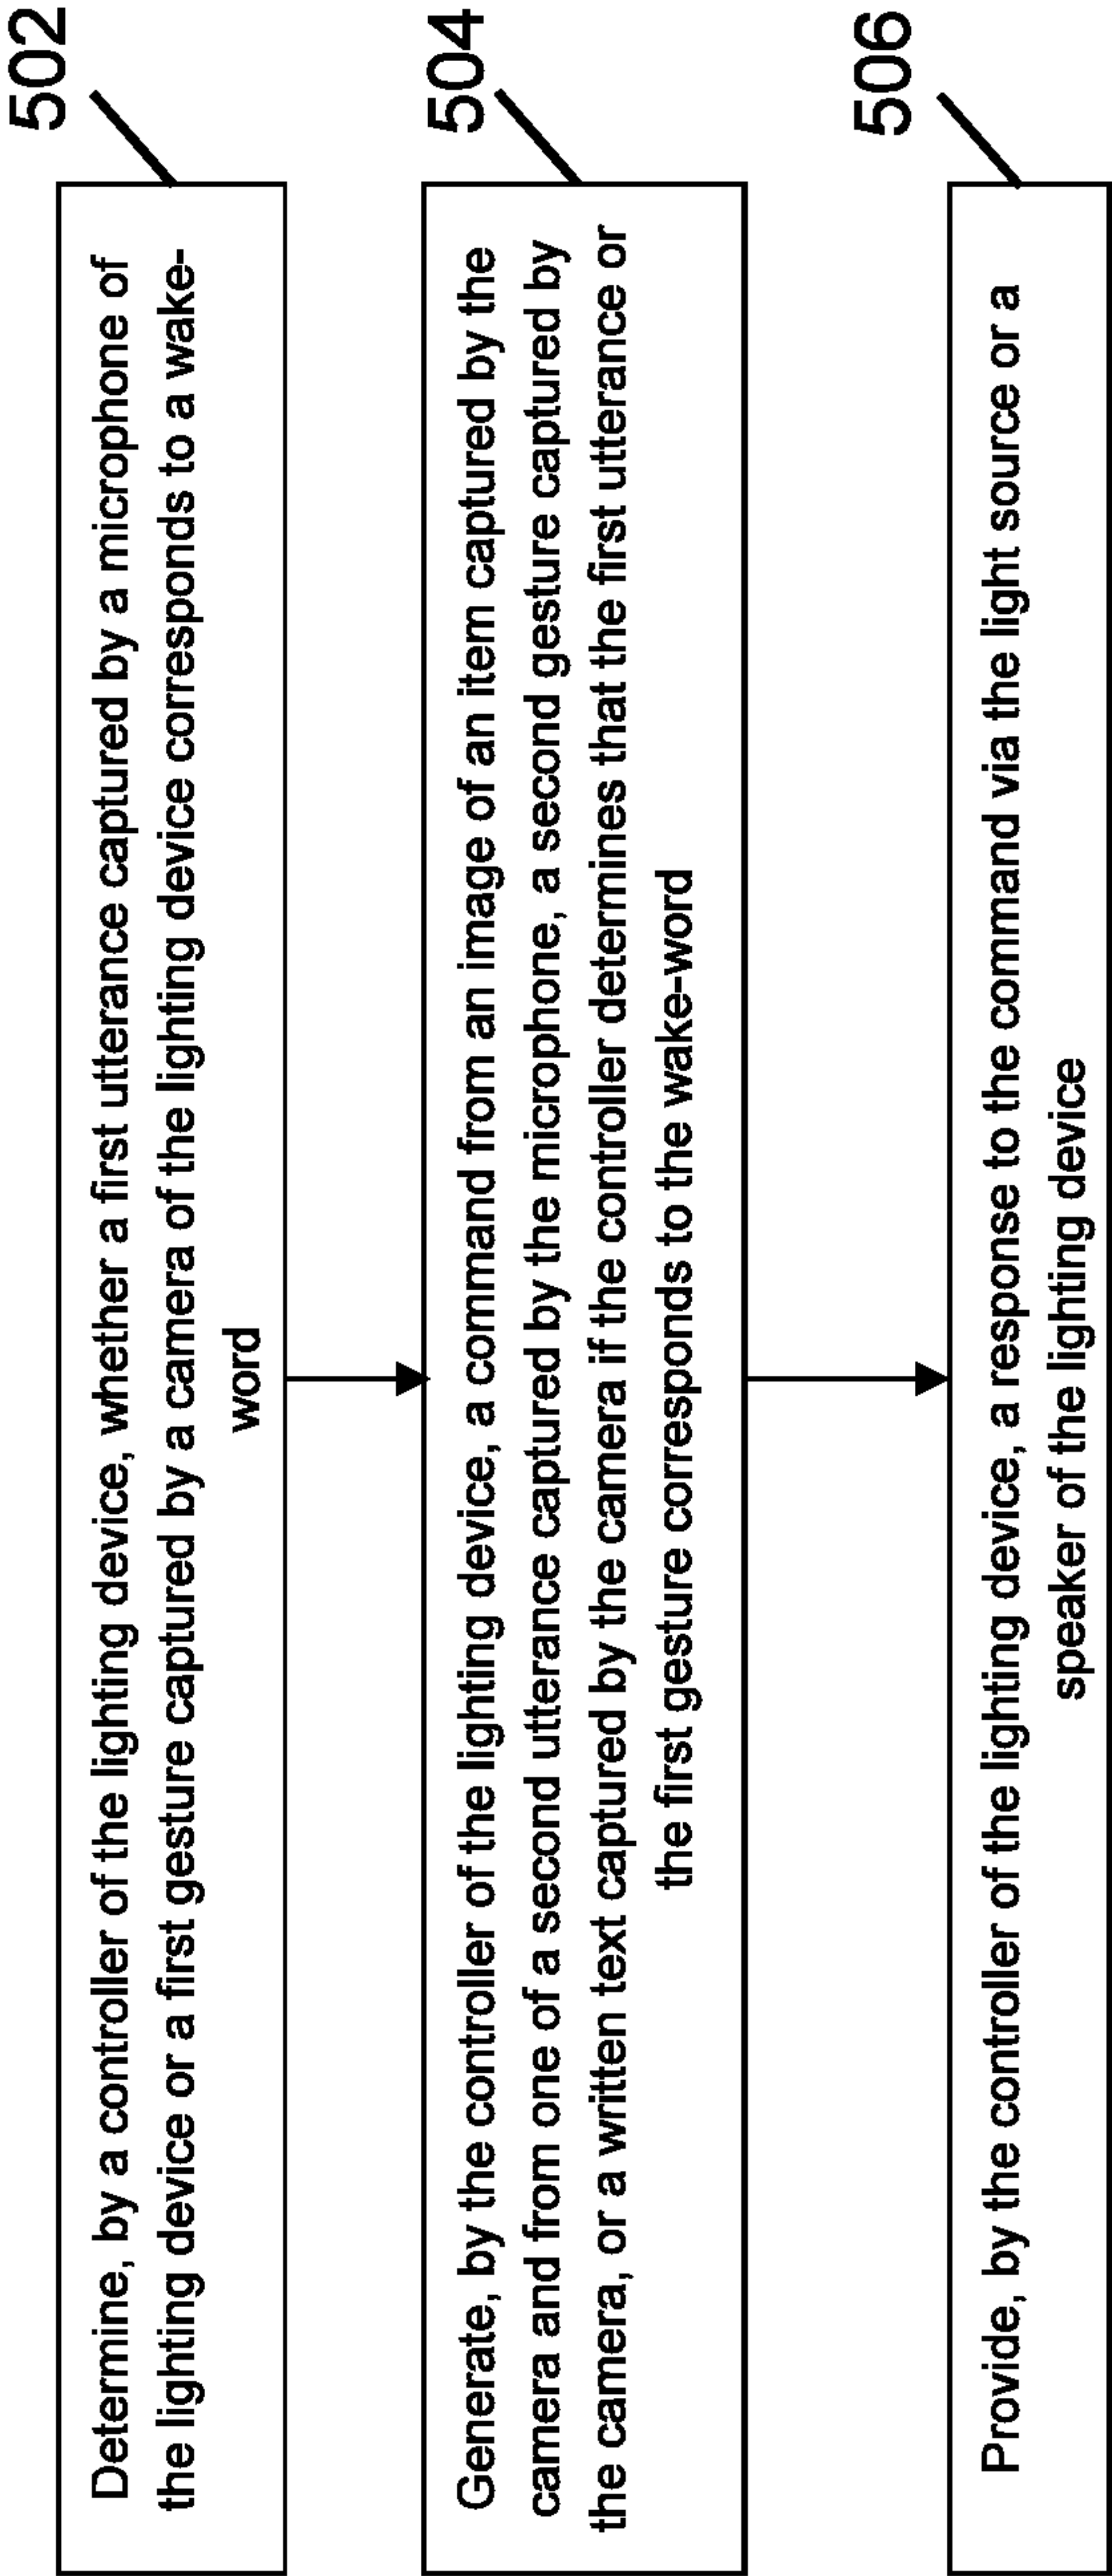 502
Determine, by a controller of the lighting device, whether a first utterance captured by a microphone of
the lighting device or a first gesture captured by a camera of the lighting device corresponds to a wake-
word
504
Generate, by the controller of the lighting device, a command from an image of an item captured by the
camera and from one of a second utterance captured by the microphone, a second gesture captured by
the camera, or a written text captured by the camera if the controller determines that the first utterance or
the first gesture corresponds to the wake-word
506
Provide, by the controller of the lighting device, a response to the command via the light source or a
speaker of the lighting device